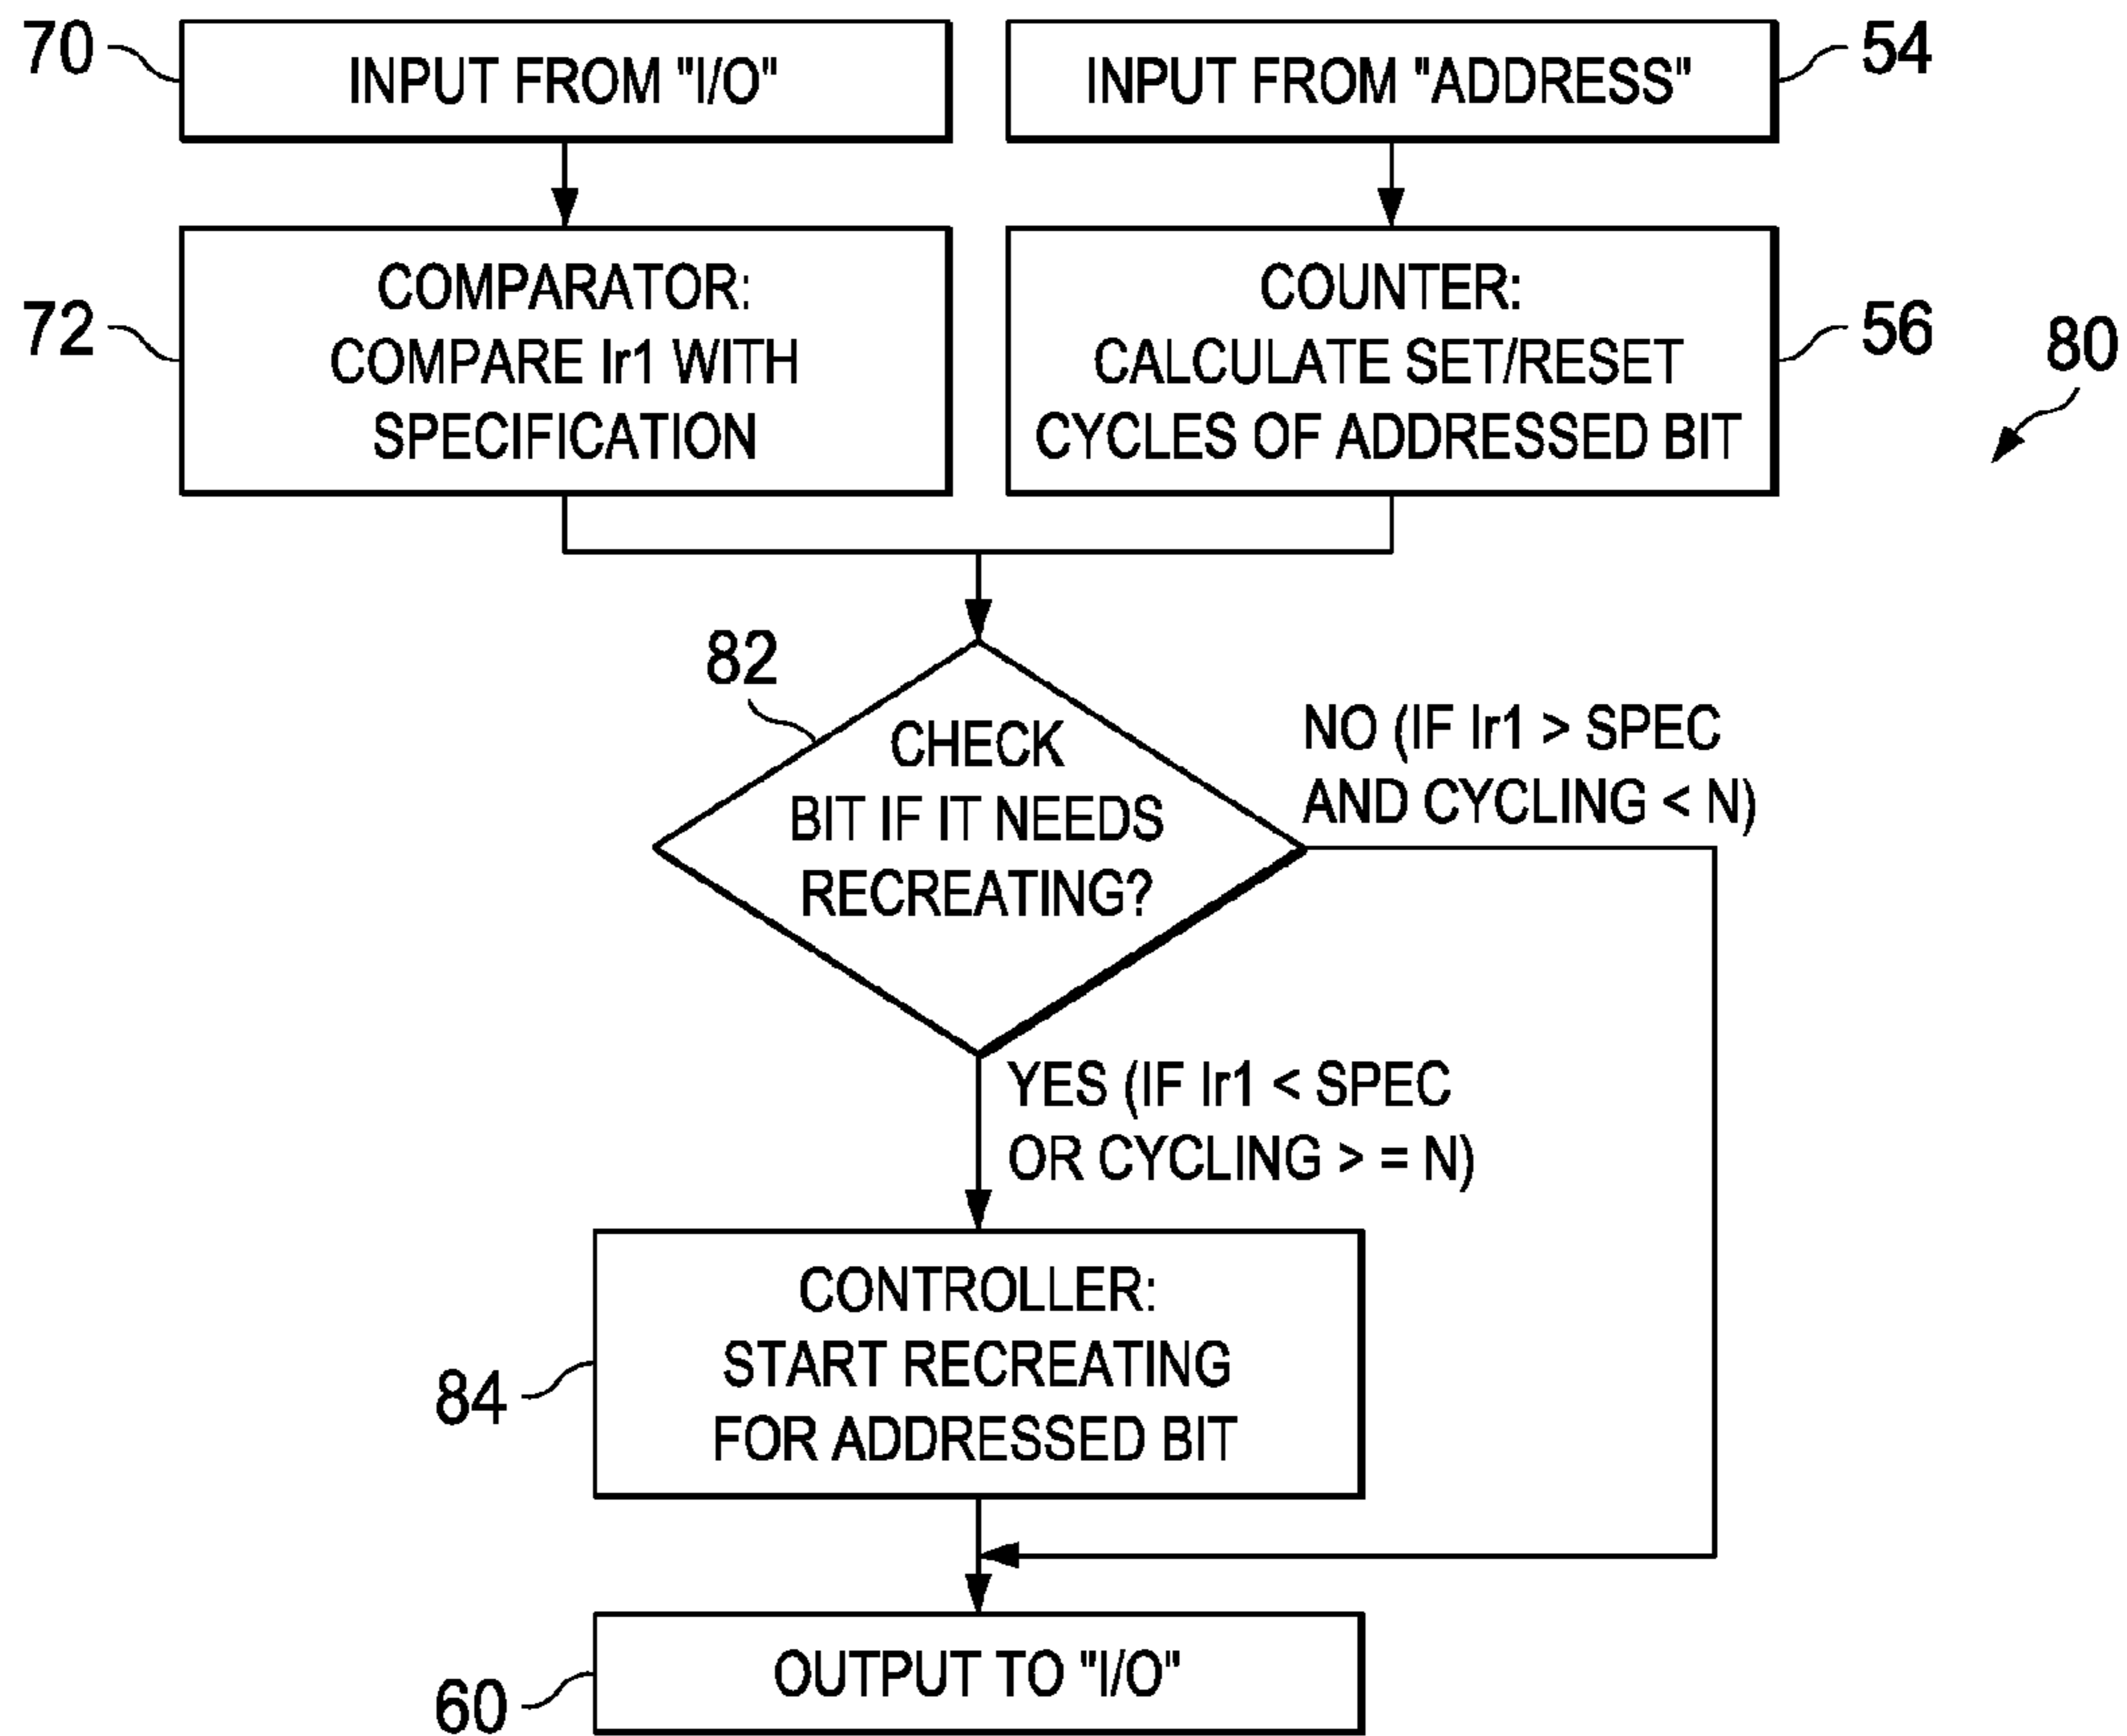 70
INPUT FROM "I/O"
INPUT FROM "ADDRESS"
54
72
COMPARATOR:
COMPARE Ir1 WITH
SPECIFICATION
COUNTER:
CALCULATE SET/RESET
CYCLES OF ADDRESSED BIT
56
80
82
CHECK
BIT IF IT NEEDS
RECREATING?
NO (IF Ir1 > SPEC
AND CYCLING < N)
YES (IF Ir1 < SPEC
OR CYCLING > = N)
84
CONTROLLER:
START RECREATING
FOR ADDRESSED BIT
60
OUTPUT TO "I/O"